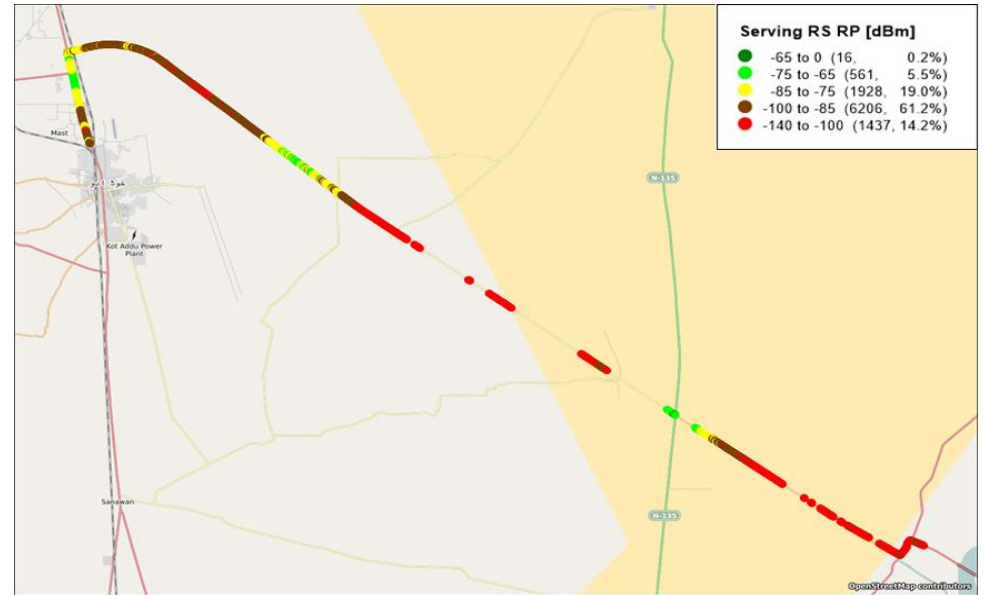 Serving RS RP [dBm]
-65 to 0 (16, 0.2%)
-75 to -65 (561, 5.5%)
-85 to -75 (1928, 19.0%)
-100 to -85 (6206, 61.2%)
-140 to -100 (1437, 14.2%)
Mast
N-135
Kot Addu Power
Plant
Sanawan
N-135
OpenStreetMap contributors